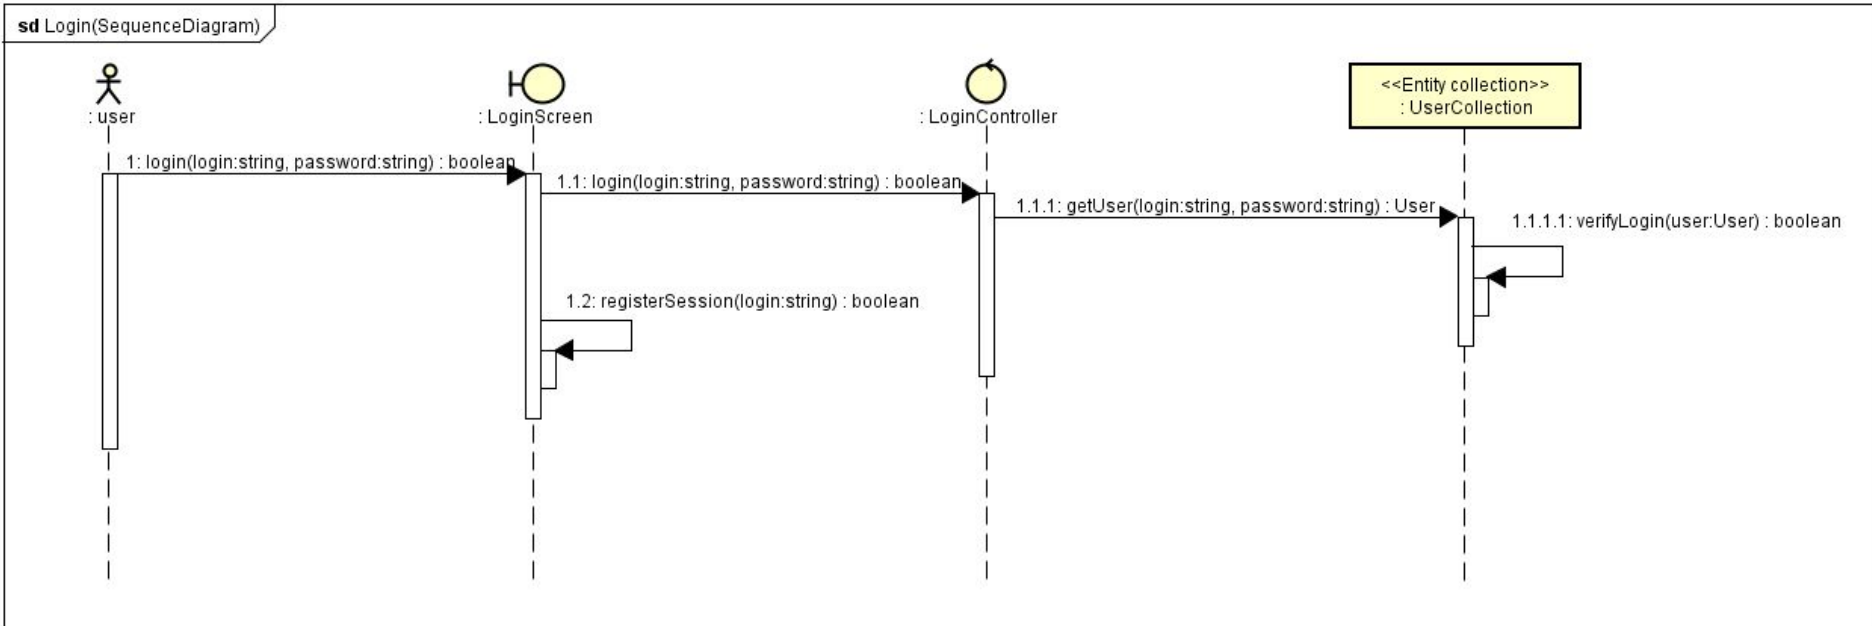 sd Login(SequenceDiagram)
: user
: LoginScreen
: LoginController
<<Entity collection>>
: UserCollection
1: login(login:string, password:string) : boolean
1.1: login(login:string, password:string) : boolean
1.1.1: getUser(login:string, password:string) : User
1.1.1.1: verifyLogin(user:User) : boolean
1.2: registerSession(login:string) : boolean